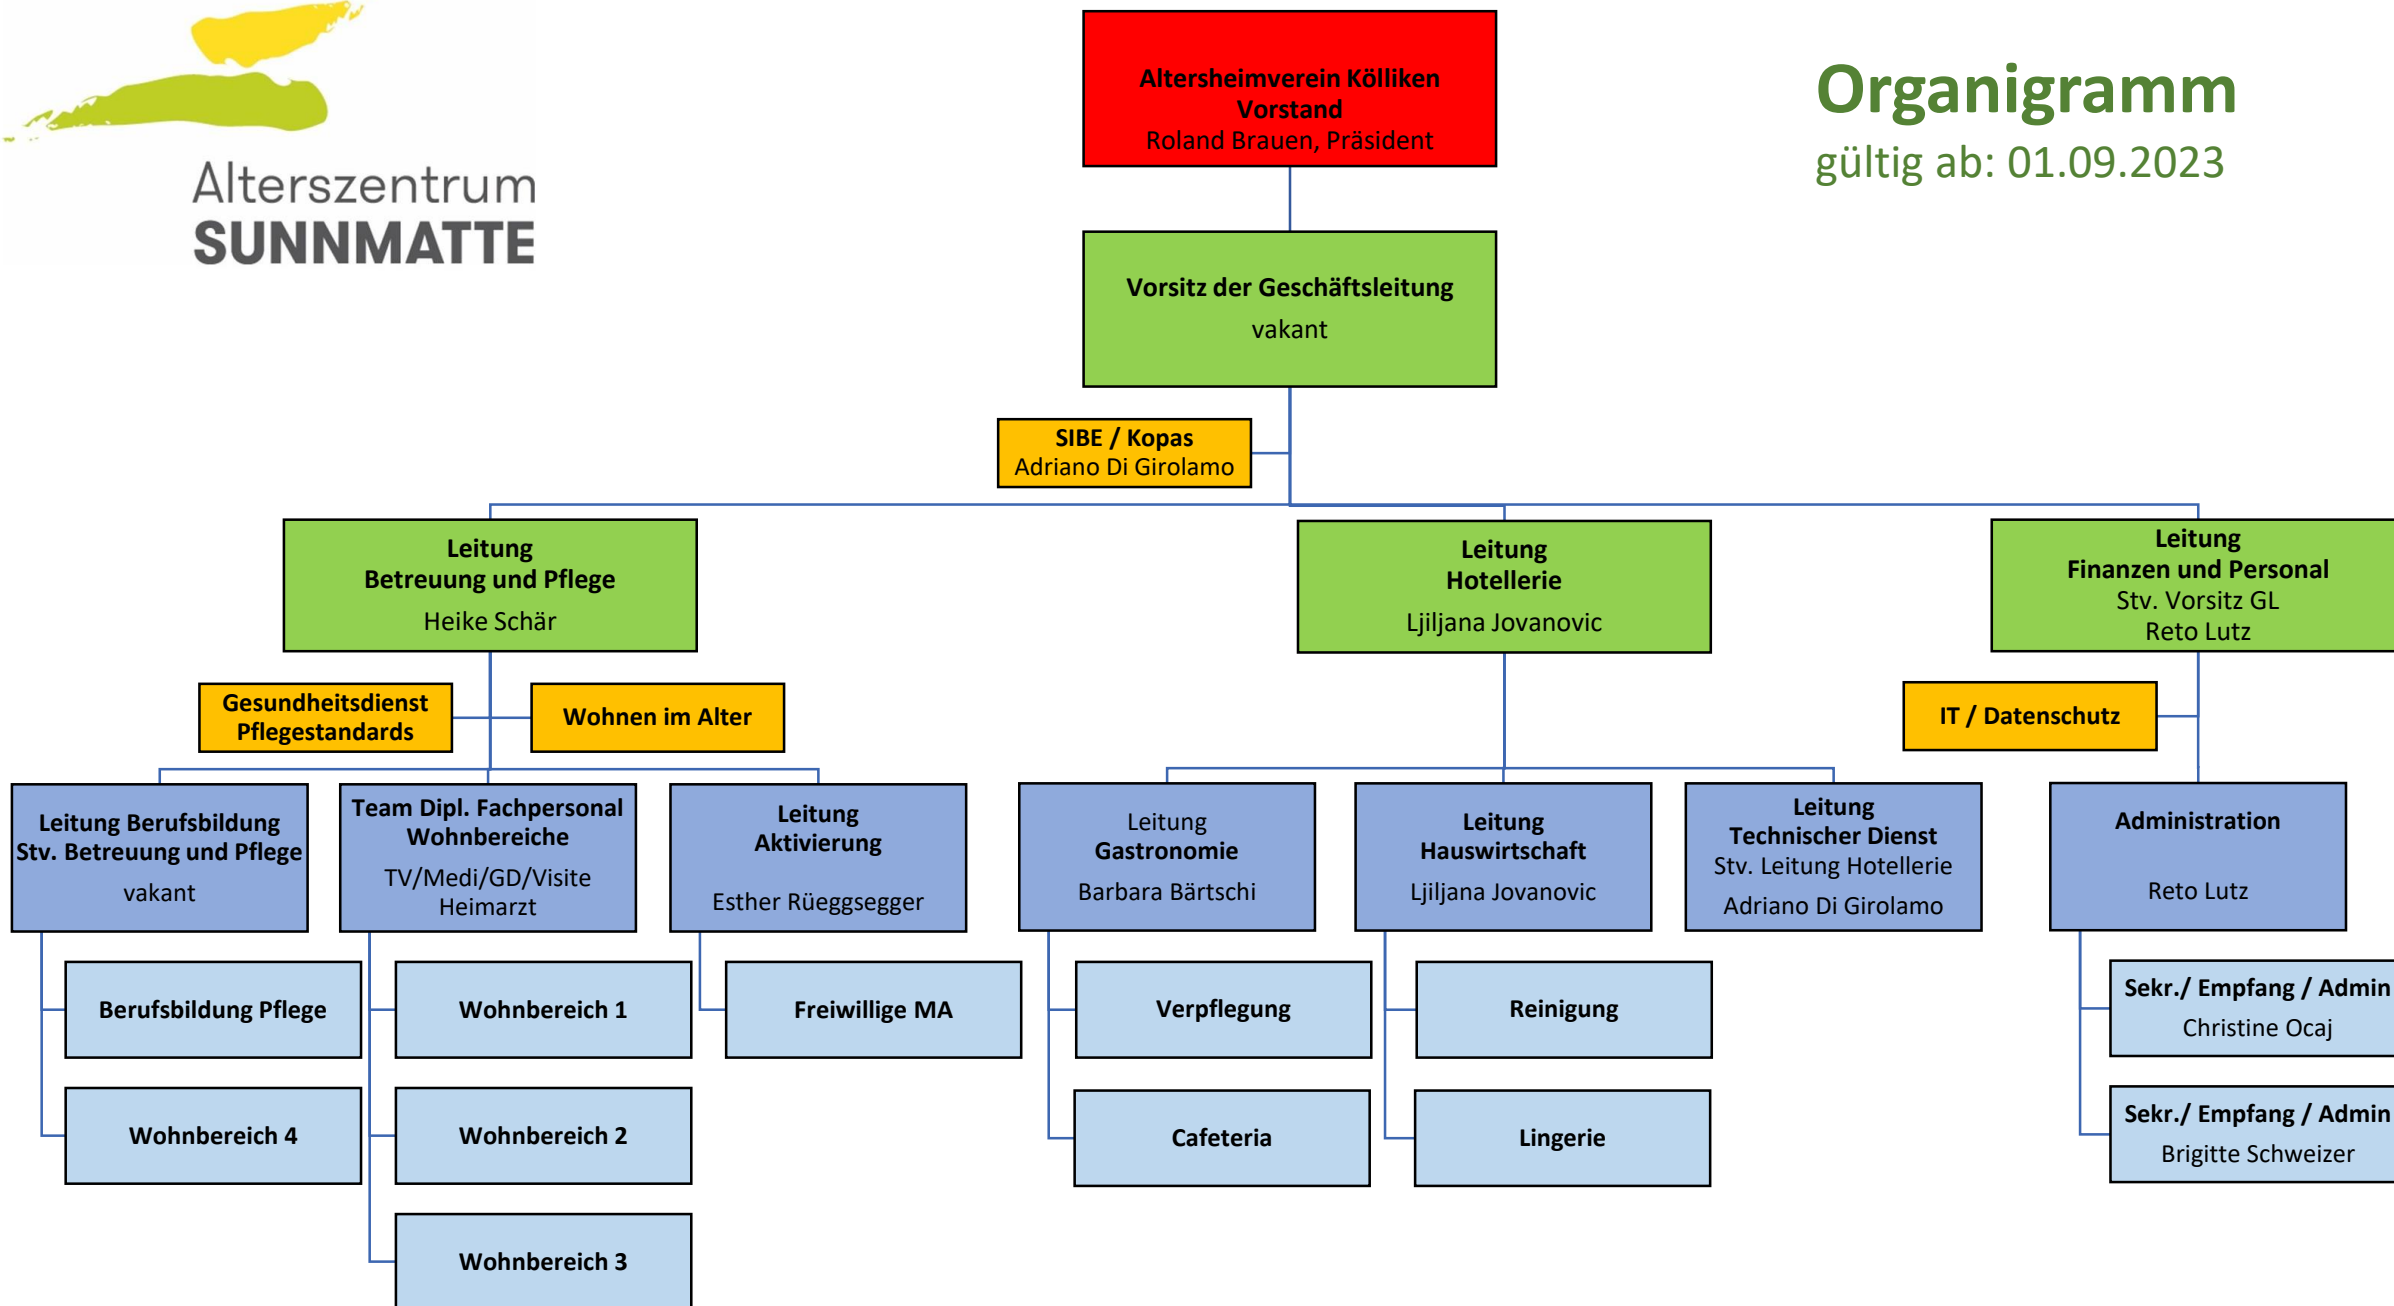 Alterszentrum
SUNNMATTE
Organigramm
gültig ab: 01.09.2023
Altersheimverein Kölliken
Vorstand
Roland Brauen, Präsident
Vorsitz der Geschäftsleitung
vakant
SIBE / Kopas
Adriano Di Girolamo
Leitung
Betreuung und Pflege
Heike Schär
Leitung
Hotellerie
Ljiljana Jovanovic
Leitung
Finanzen und Personal
Stv. Vorsitz GL
Reto Lutz
Gesundheitsdienst
Pflegestandards
Wohnen im Alter
IT / Datenschutz
Leitung Berufsbildung
Stv. Betreuung und Pflege
vakant
Team Dipl. Fachpersonal
Wohnbereiche
TV/Medi/GD/Visite
Heimarzt
Leitung
Aktivierung
Esther Rüeggsegger
Leitung
Gastronomie
Barbara Bärtschi
Leitung
Hauswirtschaft
Ljiljana Jovanovic
Leitung
Technischer Dienst
Stv. Leitung Hotellerie
Adriano Di Girolamo
Administration
Reto Lutz
Berufsbildung Pflege
Wohnbereich 4
Wohnbereich 1
Wohnbereich 2
Wohnbereich 3
Freiwillige MA
Verpflegung
Cafeteria
Reinigung
Lingerie
Sekr./ Empfang / Admin
Christine Ocaj
Sekr./ Empfang / Admin
Brigitte Schweizer